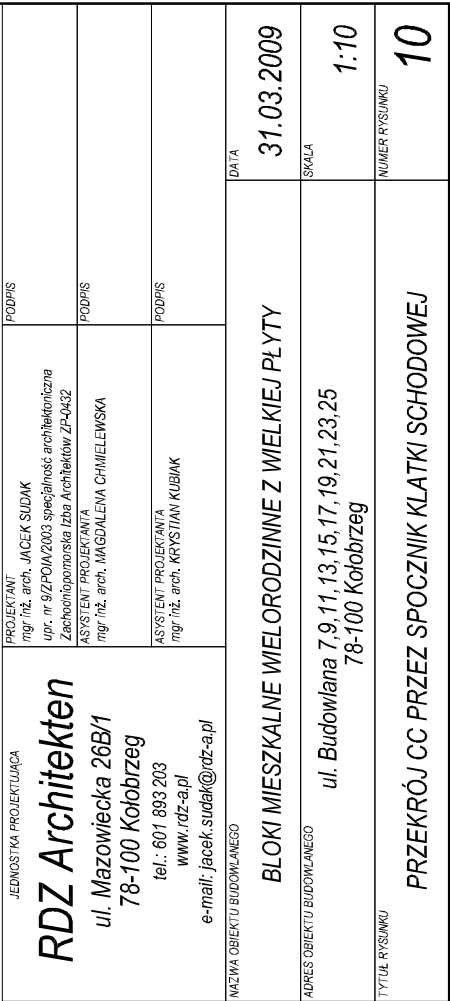 JEDNOSTKA PROJEKTUJĄCA
RDZ Architekten
ul. Mazowiecka 26B/1
78-100 Kołobrzeg
tel.: 601 893 203
www.rdz-a.pl
e-mail: jacek.sudak@rdz-a.pl
PROJEKTANT
mgr inż. arch. JACEK SUDAK
upr. nr 9/ZPOIA/2003 specjalność architektoniczna
Zachodniopomorska Izba Architektów ZP-0432
PODPIS
ASYSTENT PROJEKTANTA
mgr inż. arch. MAGDALENA CHMIELEWSKA
PODPIS
ASYSTENT PROJEKTANTA
mgr inż. arch. KRYSTIAN KUBIAK
PODPIS
NAZWA OBIEKTU BUDOWLANEGO
BLOKI MIESZKALNE WIELORODZINNE Z WIELKIEJ PŁYTY
DATA
31.03.2009
ADRES OBIEKTU BUDOWLANEGO
ul. Budowlana 7,9,11,13,15,17,19,21,23,25
78-100 Kołobrzeg
SKALA
1:10
TYTUŁ RYSUNKU
PRZEKRÓJ CC PRZEZ SPOCZNIK KLATKI SCHODOWEJ
NUMER RYSUNKU
10